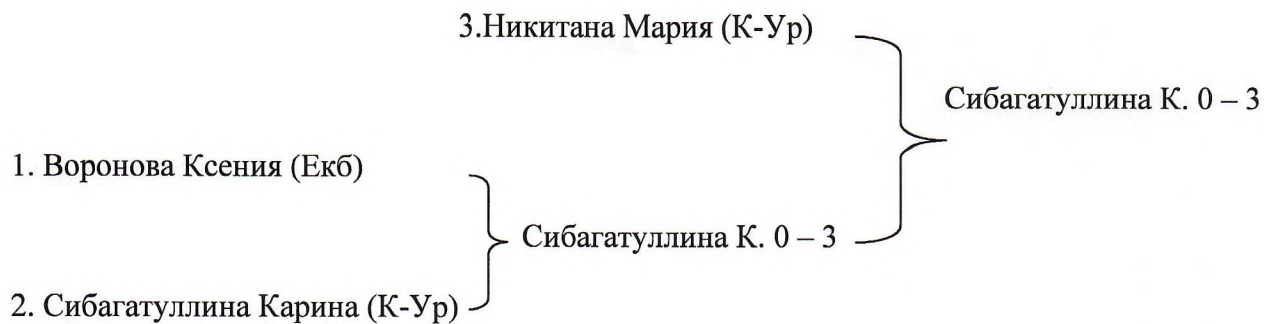 3.Никитана Мария (К-Ур)
Сибагатуллина К. 0 – 3
1. Воронова Ксения (Екб)
Сибагатуллина К. 0 – 3
2. Сибагатуллина Карина (К-Ур)